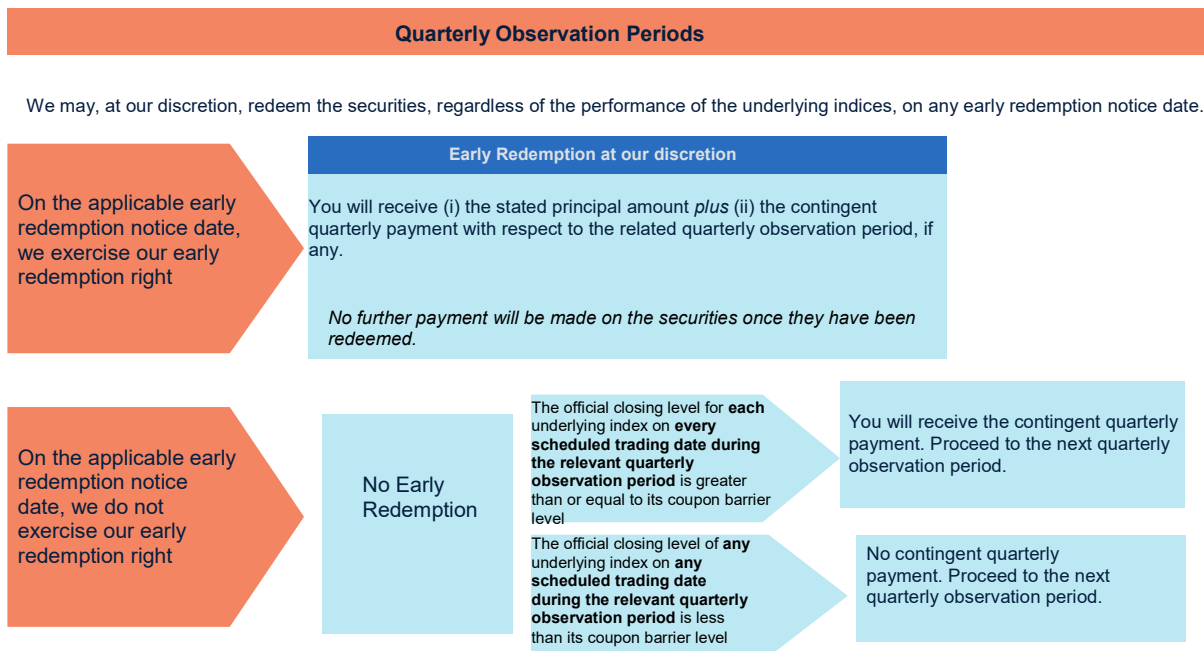 Quarterly Observation Periods
We may, at our discretion, redeem the securities, regardless of the performance of the underlying indices, on any early redemption notice date.
On the applicable early
redemption notice date,
we exercise our early
redemption right
Early Redemption at our discretion
You will receive (i) the stated principal amount plus (ii) the contingent
quarterly payment with respect to the related quarterly observation period, if
any.
No further payment will be made on the securities once they have been
redeemed.
On the applicable early
redemption notice
date, we do not
exercise our early
redemption right
No Early
Redemption
The official closing level for each
underlying index on every
scheduled trading date during
the relevant quarterly
observation period is greater
than or equal to its coupon barrier
level
You will receive the contingent quarterly
payment. Proceed to the next quarterly
observation period.
The official closing level of any
underlying index on any
scheduled trading date
during the relevant quarterly
observation period is less
than its coupon barrier level
No contingent quarterly
payment. Proceed to the next
quarterly observation period.